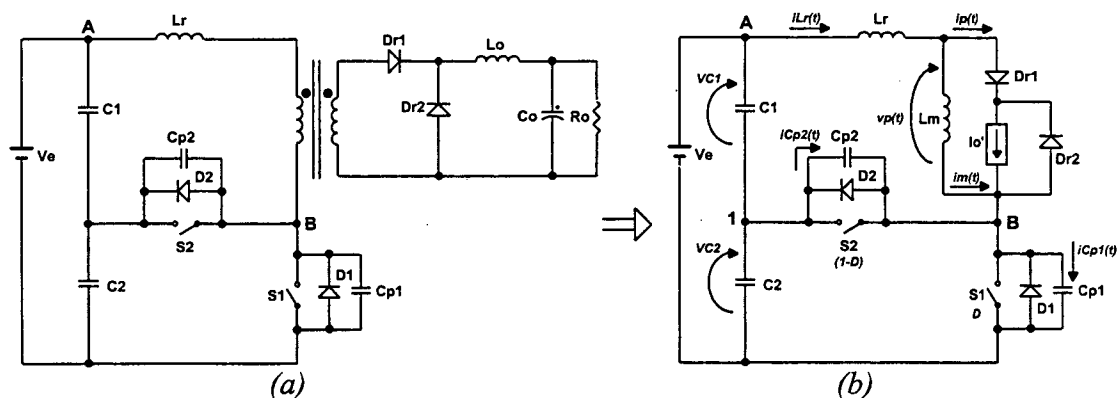 A
Lr
Dr1
Lo
C1
Dr2
Co
+
Ro
Cp2
Ve
D2
B
S2
C2
S1
D1
Cp1
(a)
A
iLr(t)
Lr
ip(t)
VC1
C1
Dr1
vp(t)
Lm
iCp2(t)
Cp2
Ve
D2
Io'
Dr2
im(t)
1
B
S2
(1-D)
VC2
C2
iCp1(t)
S1
D
D1
Cp1
(b)